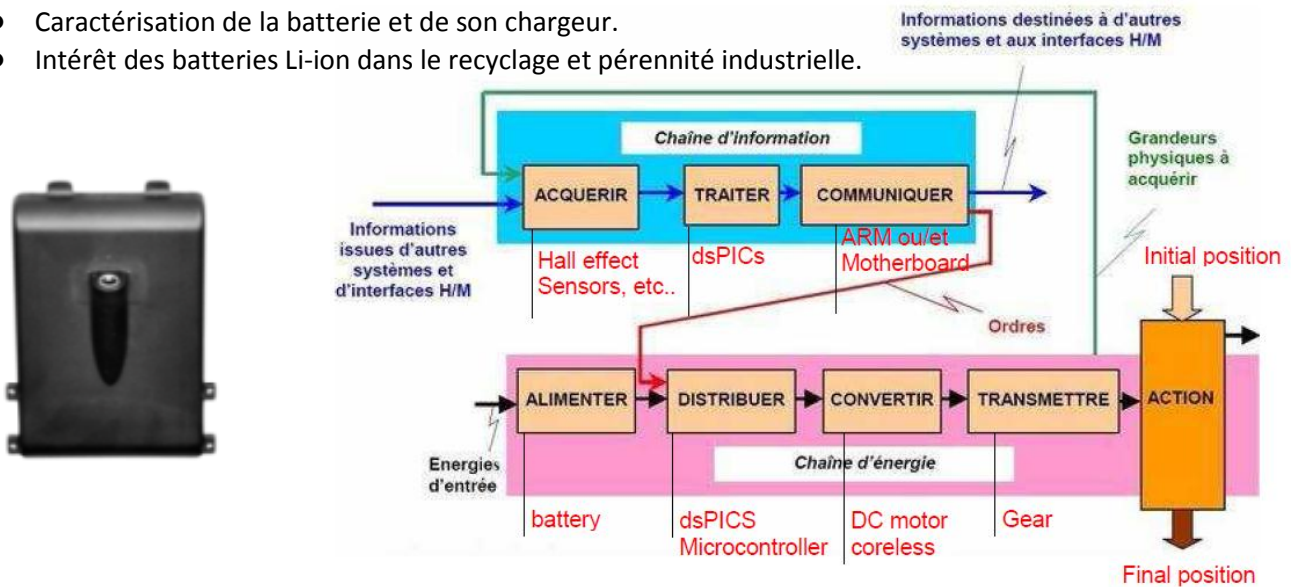 • Caractérisation de la batterie et de son chargeur.
• Intérêt des batteries Li-ion dans le recyclage et pérennité industrielle.
Informations destinées à d'autres
systèmes et aux interfaces H/M
Chaîne d'information
Grandeurs
physiques à
acquérir
ACQUERIR
TRAITER
COMMUNIQUER
Informations
issues d'autres
systèmes et
d'interfaces H/M
Hall effect
Sensors, etc..
dsPICs
ARM ou/et
Motherboard
Initial position
Ordres
ALIMENTER
DISTRIBUER
CONVERTIR
TRANSMETTRE
ACTION
Energies
d'entrée
Chaîne d'énergie
battery
dsPICS
Microcontroller
DC motor
coreless
Gear
Final position